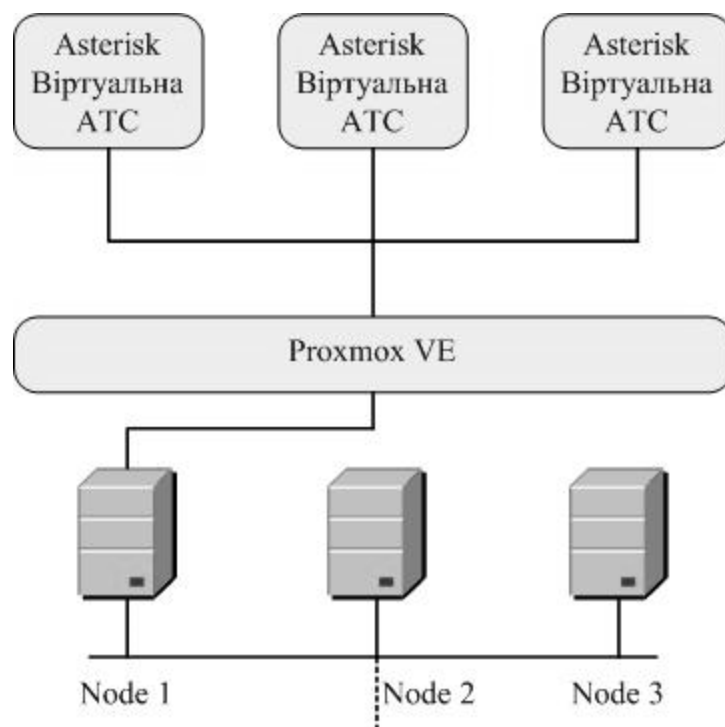 Asterisk
Віртуальна
АТС
Asterisk
Віртуальна
АТС
Asterisk
Віртуальна
АТС
Proxmox VE
Node 1
Node 2
Node 3